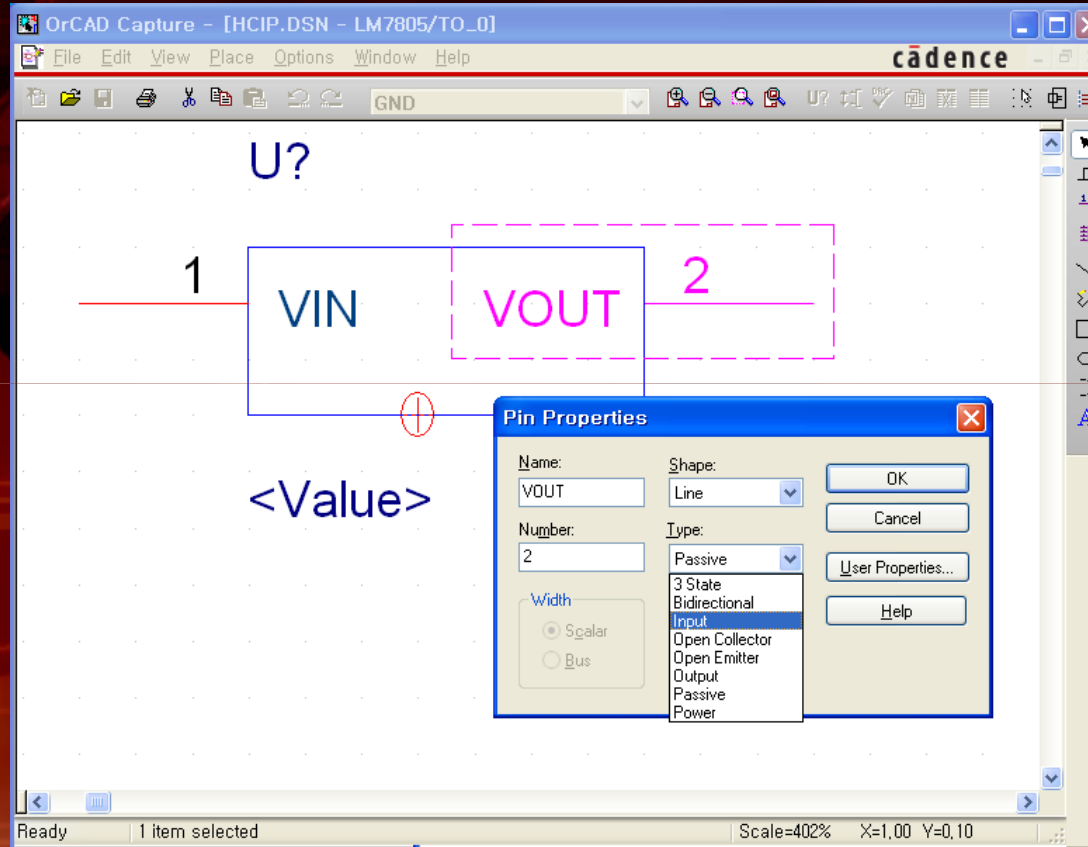 OrCAD Capture - [HCIP.DSN - LM7805/TO_0]
File Edit View Place Options Window Help
cādence
GND
U?
U?
1
VIN
VOUT
2
<Value>
Pin Properties
Name:
VOUT
Shape:
Line
OK
Cancel
Number:
2
Type:
Passive
User Properties...
Help
Width
Scalar
Bus
3 State
Bidirectional
Input
Open Collector
Open Emitter
Output
Passive
Power
Ready
1 item selected
Scale=402%
X=1,00 Y=0,10